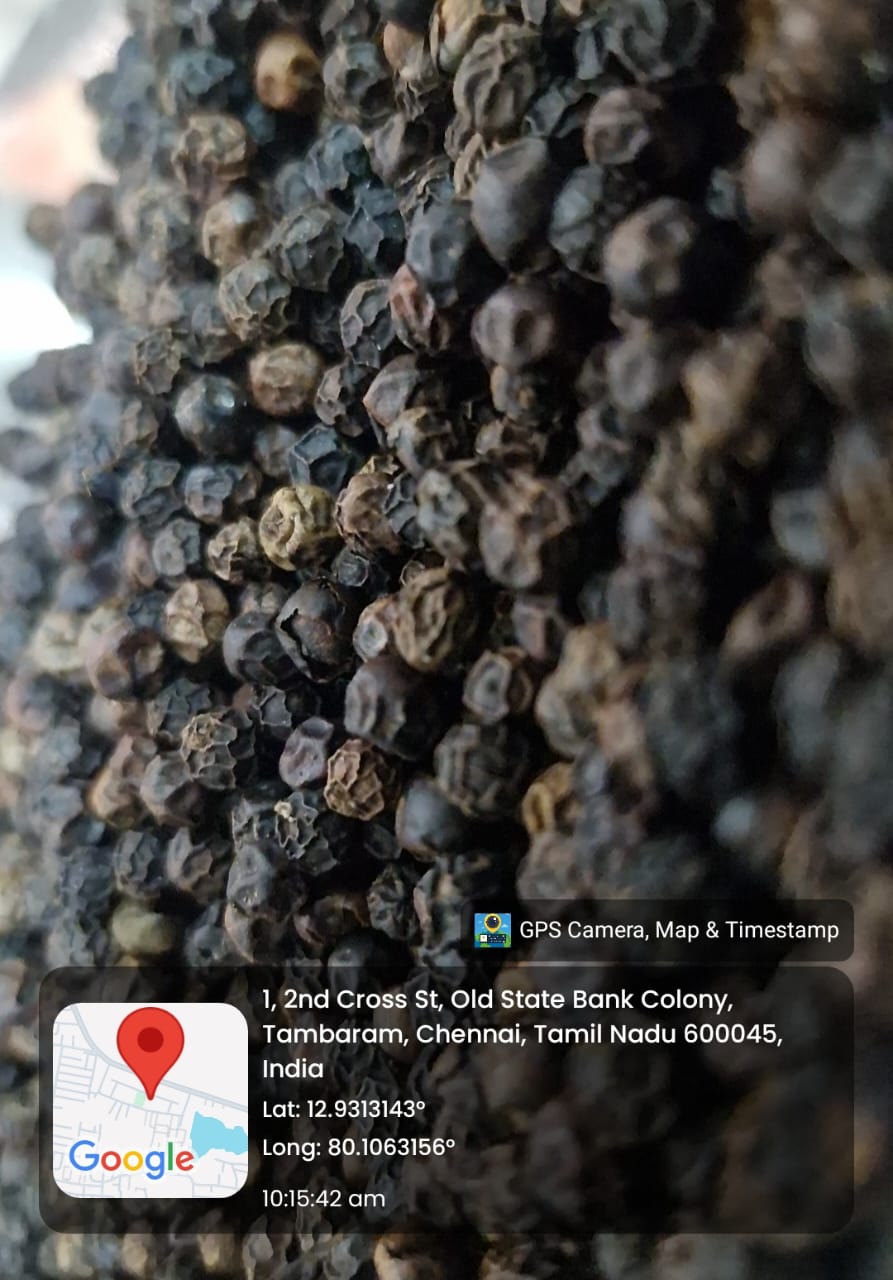 GPS Camera, Map & Timestamp
1, 2nd Cross St, Old State Bank Colony,
Tambaram, Chennai, Tamil Nadu 600045,
India
Lat: 12.9313143°
Long: 80.1063156°
Google
10:15:42 am